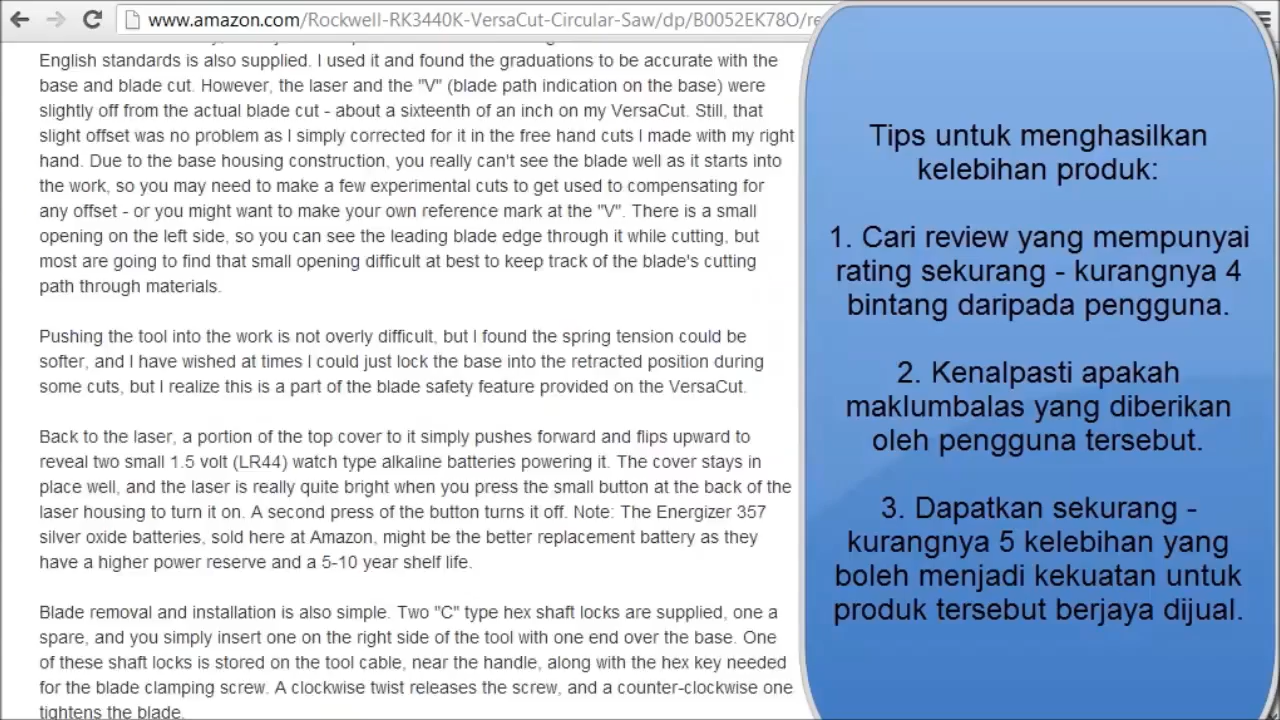 www.amazon.com/Rockwell-RK3440K-VersaCut-Circular-Saw/dp/B0052EK78O/re
English standards is also supplied. I used it and found the graduations to be accurate with the
base and blade cut. However, the laser and the "V" (blade path indication on the base) were
slightly off from the actual blade cut - about a sixteenth of an inch on my VersaCut. Still, that
slight offset was no problem as I simply corrected for it in the free hand cuts I made with my right
hand. Due to the base housing construction, you really can't see the blade well as it starts into
the work, so you may need to make a few experimental cuts to get used to compensating for
any offset - or you might want to make your own reference mark at the "V". There is a small
opening on the left side, so you can see the leading blade edge through it while cutting, but
most are going to find that small opening difficult at best to keep track of the blade's cutting
path through materials.
Pushing the tool into the work is not overly difficult, but I found the spring tension could be
softer, and I have wished at times I could just lock the base into the retracted position during
some cuts, but I realize this is a part of the blade safety feature provided on the VersaCut.
Back to the laser, a portion of the top cover to it simply pushes forward and flips upward to
reveal two small 1.5 volt (LR44) watch type alkaline batteries powering it. The cover stays in
place well, and the laser is really quite bright when you press the small button at the back of the
laser housing to turn it on. A second press of the button turns it off. Note: The Energizer 357
silver oxide batteries, sold here at Amazon, might be the better replacement battery as they
have a higher power reserve and a 5-10 year shelf life.
Blade removal and installation is also simple. Two "C" type hex shaft locks are supplied, one a
spare, and you simply insert one on the right side of the tool with one end over the base. One
of these shaft locks is stored on the tool cable, near the handle, along with the hex key needed
for the blade clamping screw. A clockwise twist releases the screw, and a counter-clockwise one
tightens the blade.
Tips untuk menghasilkan
kelebihan produk:
1. Cari review yang mempunyai
rating sekurang - kurangnya 4
bintang daripada pengguna.
2. Kenalpasti apakah
maklumbalas yang diberikan
oleh pengguna tersebut.
3. Dapatkan sekurang -
kurangnya 5 kelebihan yang
boleh menjadi kekuatan untuk
produk tersebut berjaya dijual.